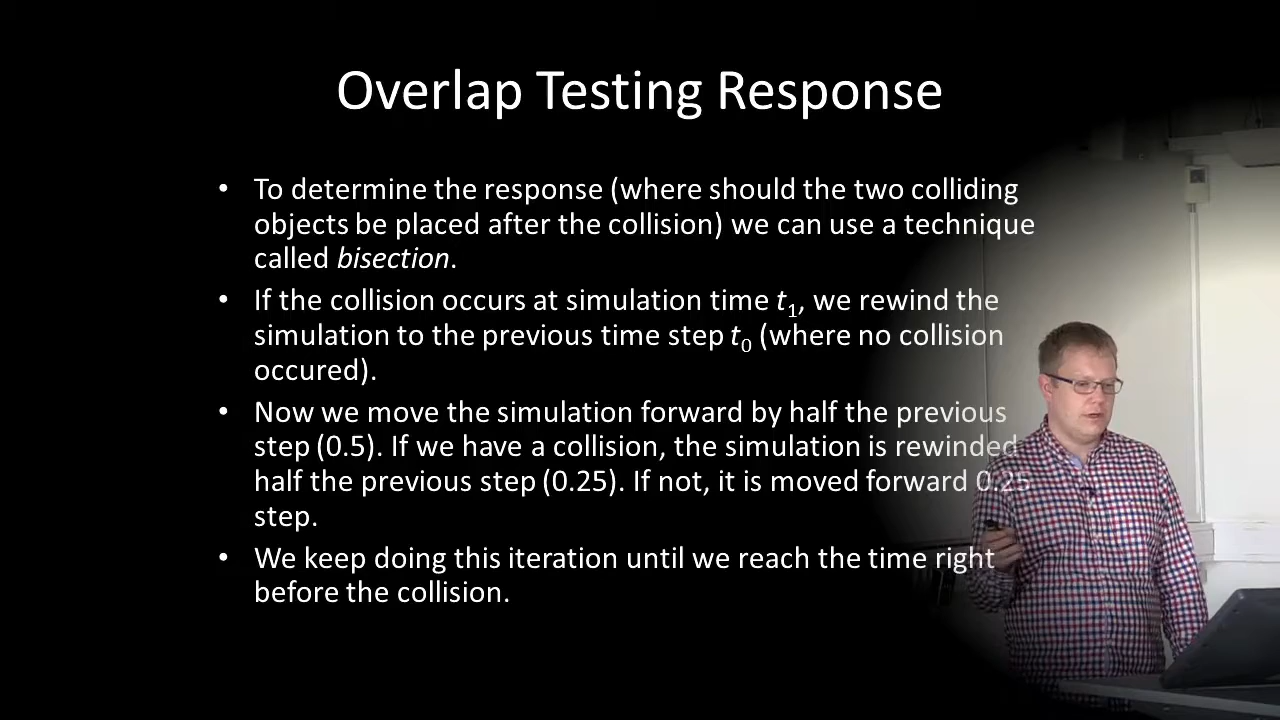 Overlap Testing Response
• To determine the response (where should the two colliding
objects be placed after the collision) we can use a technique
called bisection.
• If the collision occurs at simulation time t₁, we rewind the
simulation to the previous time step t₀ (where no collision
occured).
• Now we move the simulation forward by half the previous
step (0.5). If we have a collision, the simulation is rewinded
half the previous step (0.25). If not, it is moved forward 0.25
step.
• We keep doing this iteration until we reach the time right
before the collision.